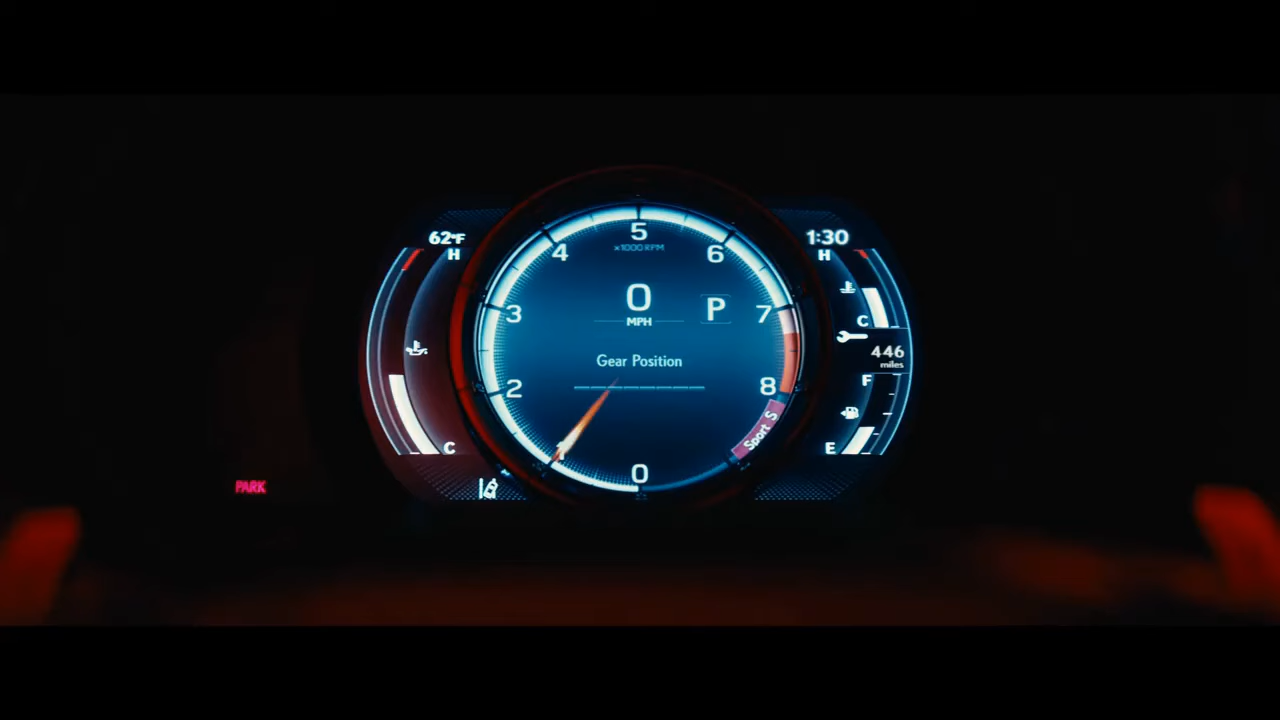 62°F
1:30
H
H
5
×1000 RPM
4
6
0
MPH
P
3
7
C
446
miles
Gear Position
2
8
F
Sport S
1
C
E
0
PARK